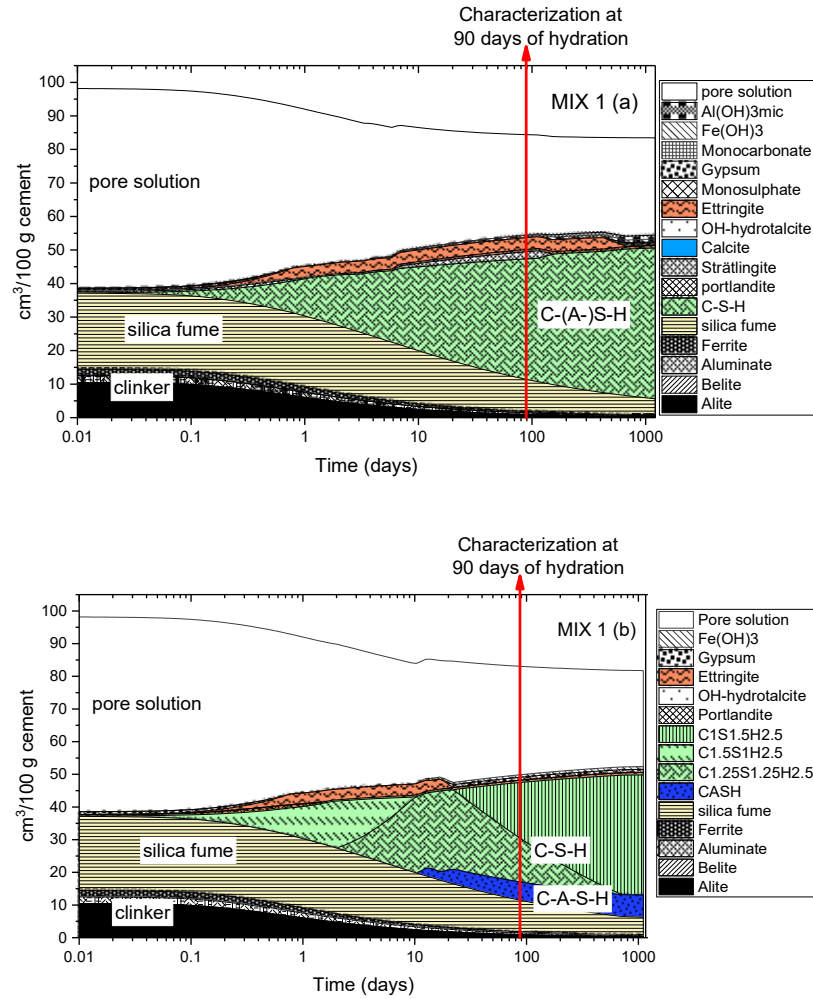 Characterization at
90 days of hydration
MIX 1 (a)
105
100
90
80
70
60
50
40
30
20
10
0
cm³/100 g cement
pore solution
silica fume
clinker
C-(A-)S-H
0.01
0.1
1
10
100
1000
Time (days)
pore solution
Al(OH)3mic
Fe(OH)3
Monocarbonate
Gypsum
Monosulphate
Ettringite
OH-hydrotalcite
Calcite
Strätlingite
portlandite
C-S-H
silica fume
Ferrite
Aluminate
Belite
Alite
Characterization at
90 days of hydration
MIX 1 (b)
100
90
80
70
60
50
40
30
20
10
0
cm³/100 g cement
pore solution
silica fume
clinker
C-S-H
C-A-S-H
0.01
0.1
1
10
100
1000
Time (days)
Pore solution
Fe(OH)3
Gypsum
Ettringite
OH-hydrotalcite
Portlandite
C1S1.5H2.5
C1.5S1H2.5
C1.25S1.25H2.5
CASH
silica fume
Ferrite
Aluminate
Belite
Alite